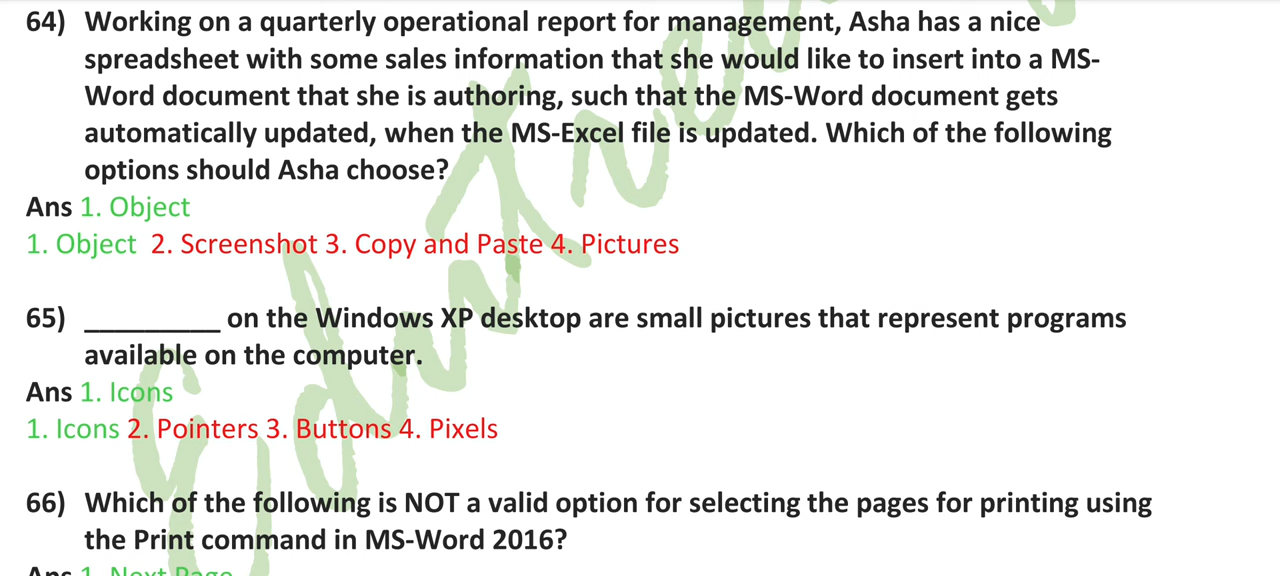 64) Working on a quarterly operational report for management, Asha has a nice
spreadsheet with some sales information that she would like to insert into a MS-
Word document that she is authoring, such that the MS-Word document gets
automatically updated, when the MS-Excel file is updated. Which of the following
options should Asha choose?
Ans 1. Object
1. Object 2. Screenshot 3. Copy and Paste 4. Pictures
65) _________ on the Windows XP desktop are small pictures that represent programs
available on the computer.
Ans 1. Icons
1. Icons 2. Pointers 3. Buttons 4. Pixels
66) Which of the following is NOT a valid option for selecting the pages for printing using
the Print command in MS-Word 2016?
Ans 1. Next Page